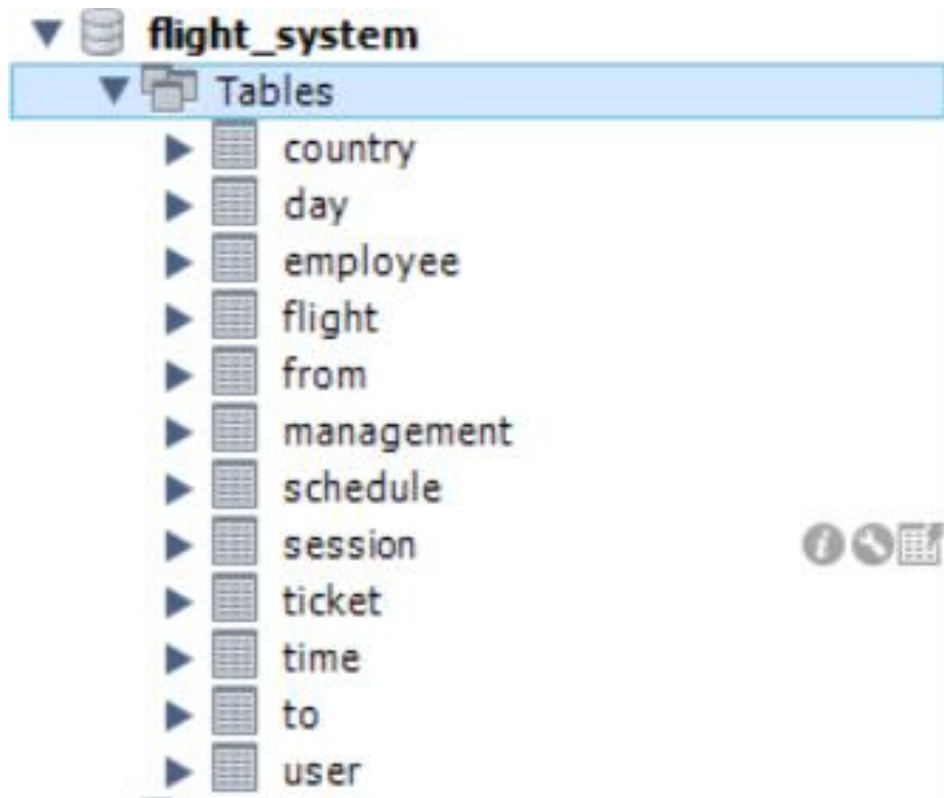 flight_system
Tables
country
day
employee
flight
from
management
schedule
session
ticket
time
to
user